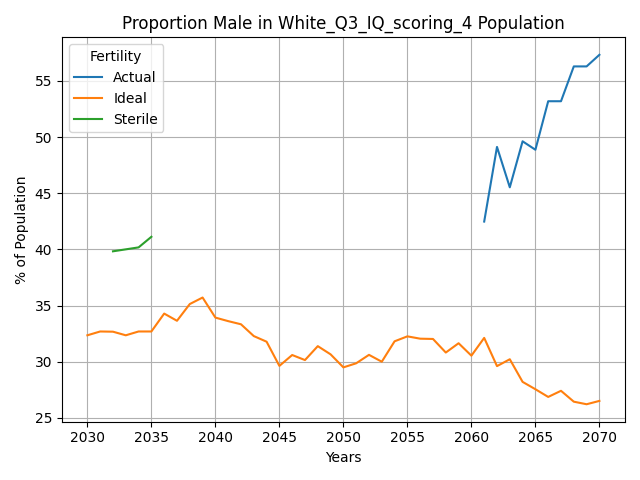 Proportion Male in White_Q3_IQ_scoring_4 Population
Fertility
Actual
Ideal
Sterile
% of Population
55
50
45
40
35
30
25
2030 2035 2040 2045 2050 2055 2060 2065 2070
Years